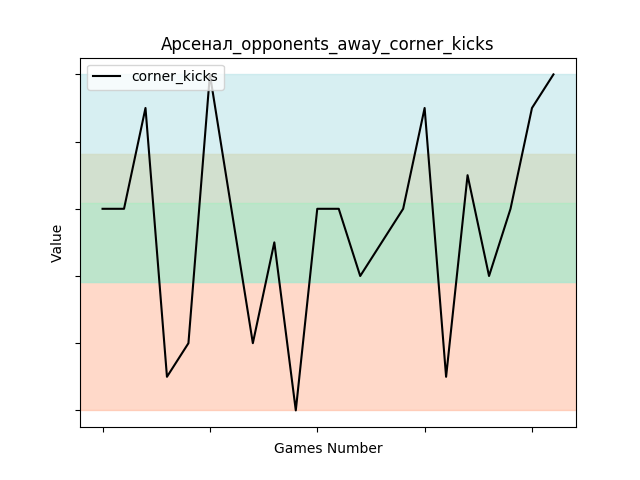 Арсенал_opponents_away_corner_kicks
corner_kicks
Value
Games Number